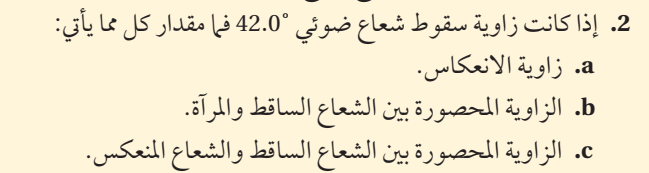 2. إذا كانت زاوية سقوط شعاع ضوئي 42.0° فما مقدار كل مما يأتي:
a. زاوية الانعكاس.
b. الزاوية المحصورة بين الشعاع الساقط والمرآة.
c. الزاوية المحصورة بين الشعاع الساقط والشعاع المنعكس.